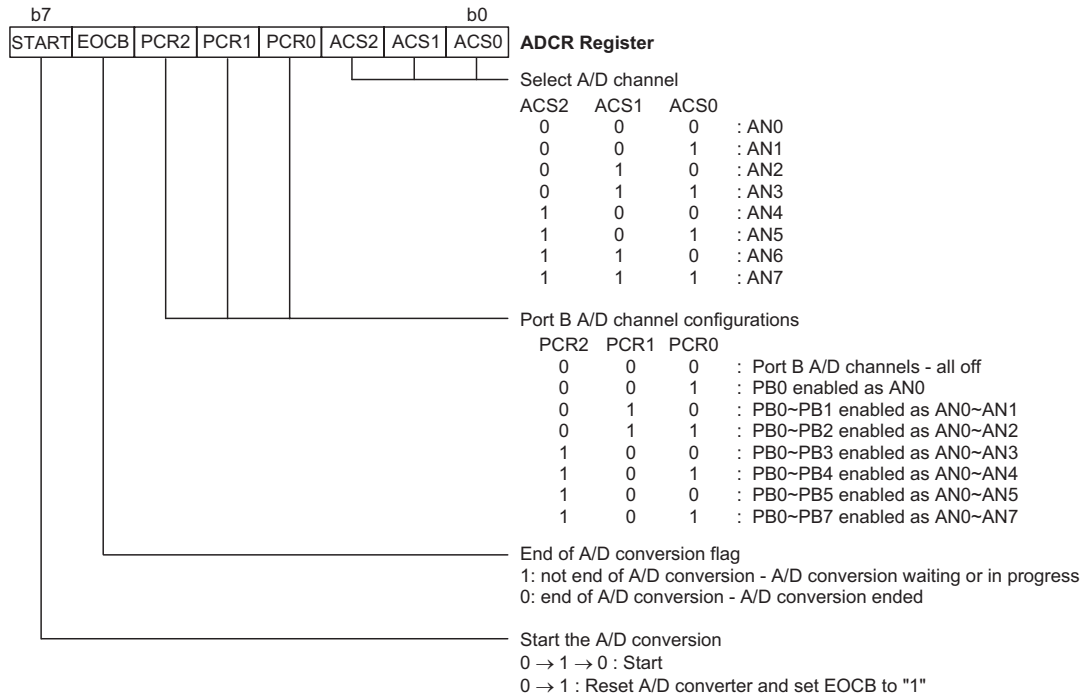 b7 b0
START EOCB PCR2 PCR1 PCR0 ACS2 ACS1 ACS0 ADCR Register
Select A/D channel
ACS2 ACS1 ACS0
0 0 0 : AN0
0 0 1 : AN1
0 1 0 : AN2
0 1 1 : AN3
1 0 0 : AN4
1 0 1 : AN5
1 1 0 : AN6
1 1 1 : AN7
Port B A/D channel configurations
PCR2 PCR1 PCR0
0 0 0 : Port B A/D channels - all off
0 0 1 : PB0 enabled as AN0
0 1 0 : PB0~PB1 enabled as AN0~AN1
0 1 1 : PB0~PB2 enabled as AN0~AN2
1 0 0 : PB0~PB3 enabled as AN0~AN3
1 0 1 : PB0~PB4 enabled as AN0~AN4
1 0 0 : PB0~PB5 enabled as AN0~AN5
1 0 1 : PB0~PB7 enabled as AN0~AN7
End of A/D conversion flag
1: not end of A/D conversion - A/D conversion waiting or in progress
0: end of A/D conversion - A/D conversion ended
Start the A/D conversion
0 → 1 → 0 : Start
0 → 1 : Reset A/D converter and set EOCB to "1"